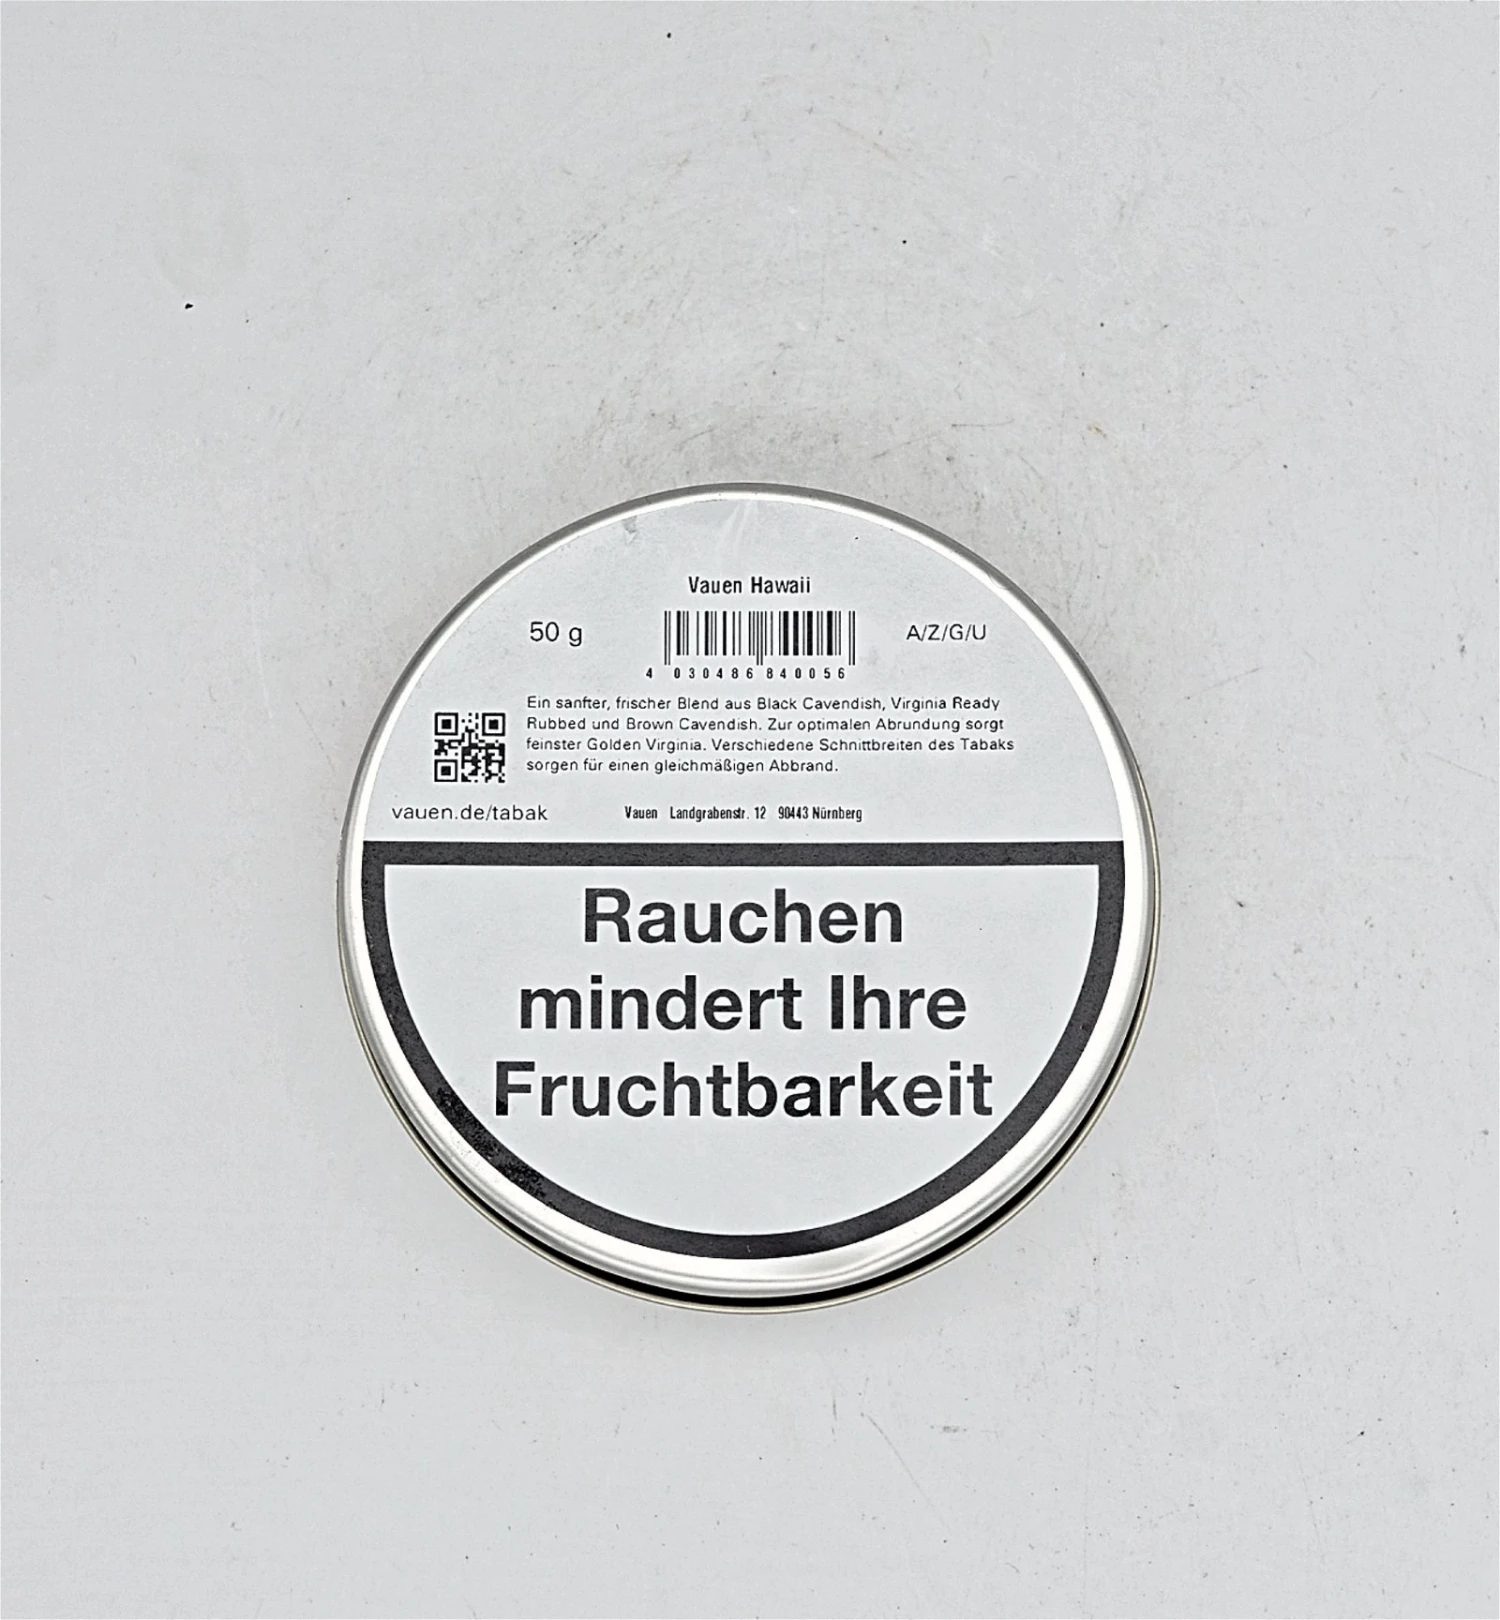 Vauen Hawaii
50 g
A/Z/G/U
4 030486 840056
Ein sanfter, frischer Blend aus Black Cavendish, Virginia Ready
Rubbed und Brown Cavendish. Zur optimalen Abrundung sorgt
feinster Golden Virginia. Verschiedene Schnittbreiten des Tabaks
sorgen für einen gleichmäßigen Abbrand.
vauen.de/tabak
Vauen Landgrabenstr. 12 90443 Nürnberg
Rauchen
mindert Ihre
Fruchtbarkeit